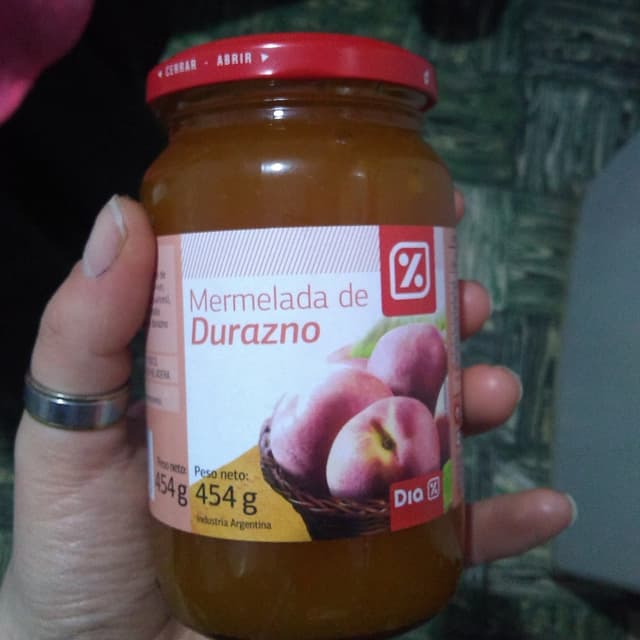 CERRAR - ABRIR
%
Mermelada de
Durazno
Peso neto:
454 g
Peso neto:
454 g
Industria Argentina
DIA %